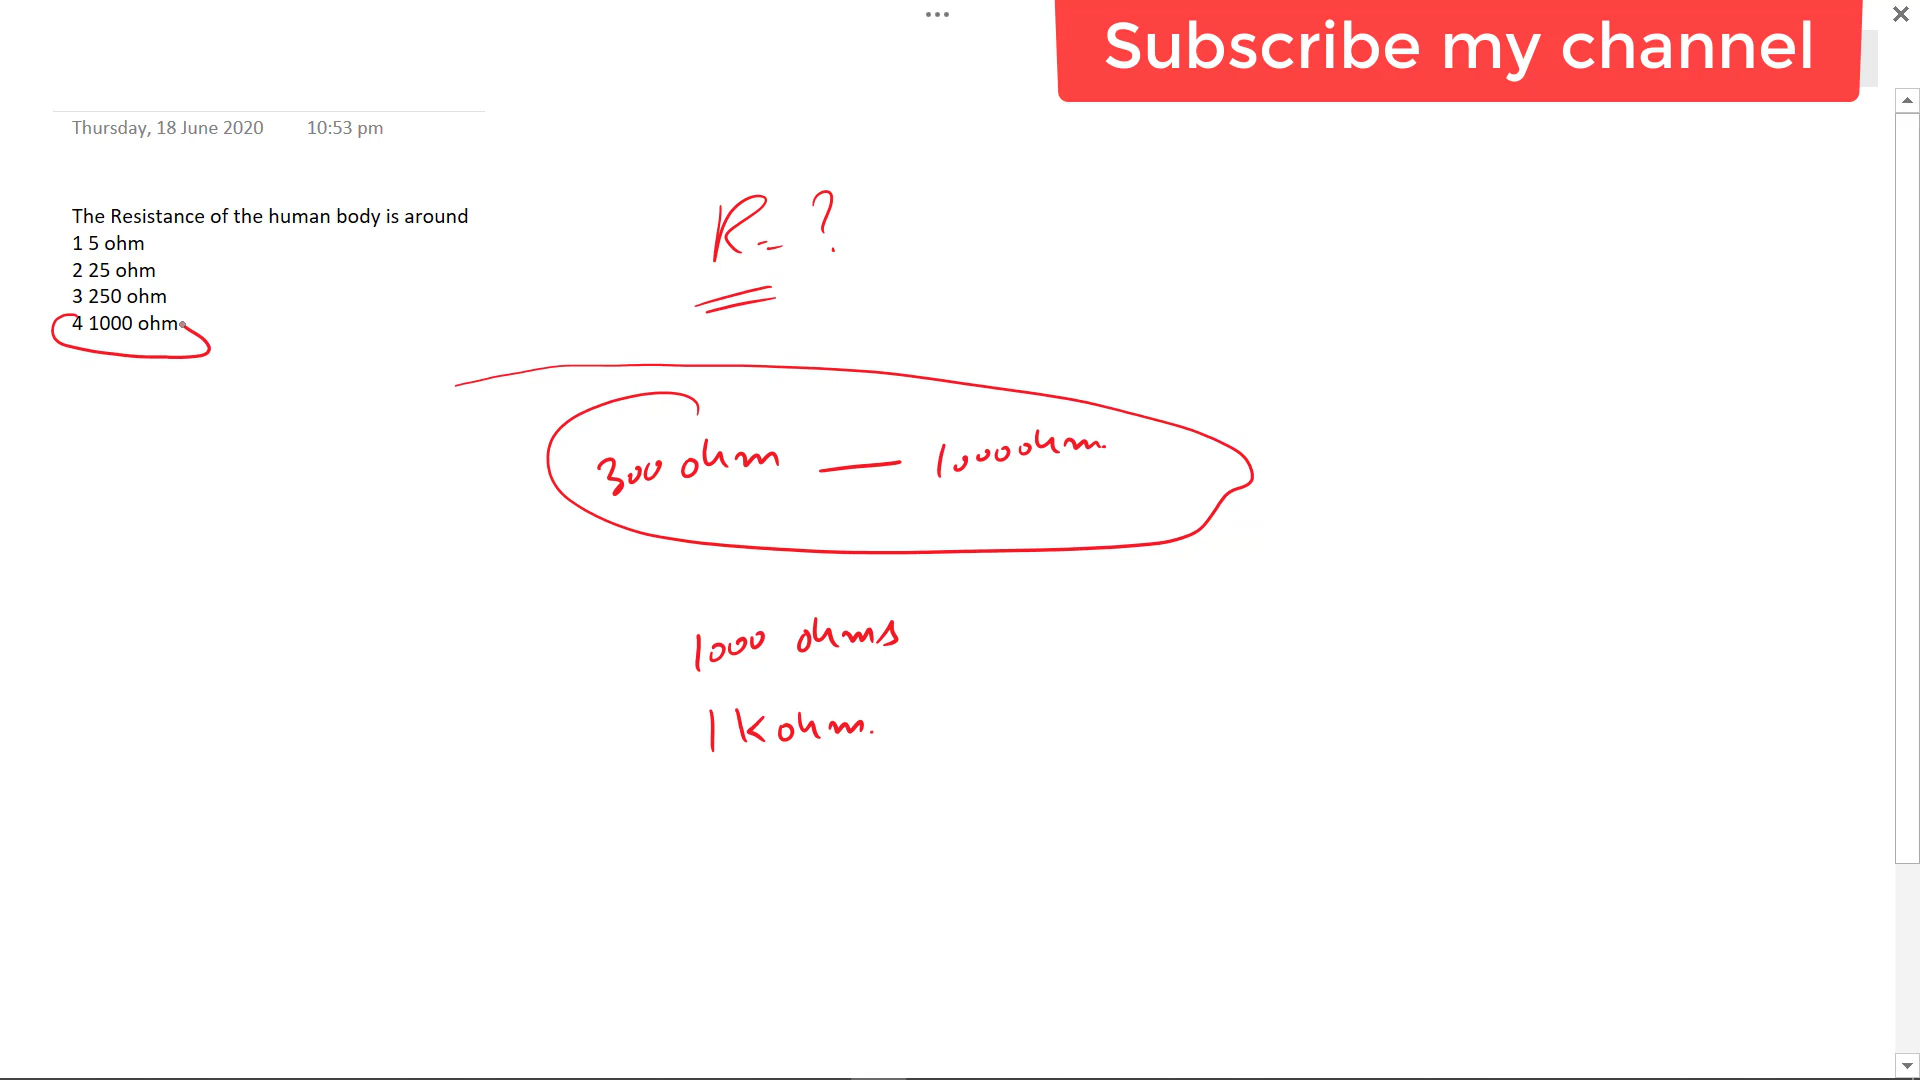 Subscribe my channel
Thursday, 18 June 2020 10:53 pm
The Resistance of the human body is around
1 5 ohm
2 25 ohm
3 250 ohm
4 1000 ohm
R = ?
300 ohm — 1000 ohm.
1000 ohms
1 K ohm.